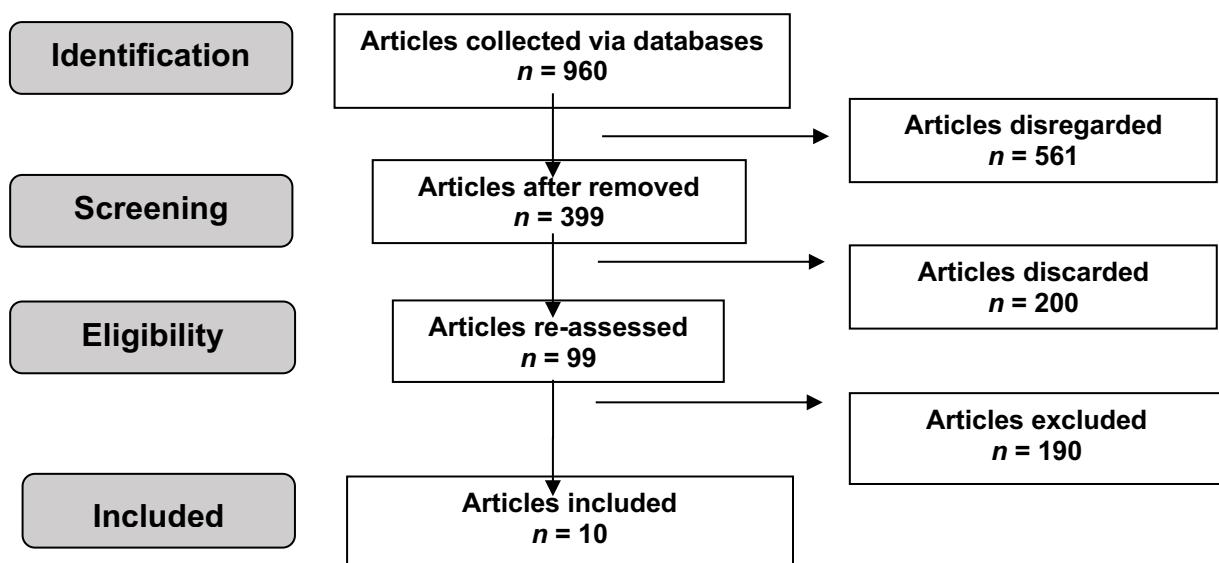 Identification
Articles collected via databases
n = 960
Articles disregarded
n = 561
Screening
Articles after removed
n = 399
Articles discarded
n = 200
Eligibility
Articles re-assessed
n = 99
Articles excluded
n = 190
Included
Articles included
n = 10